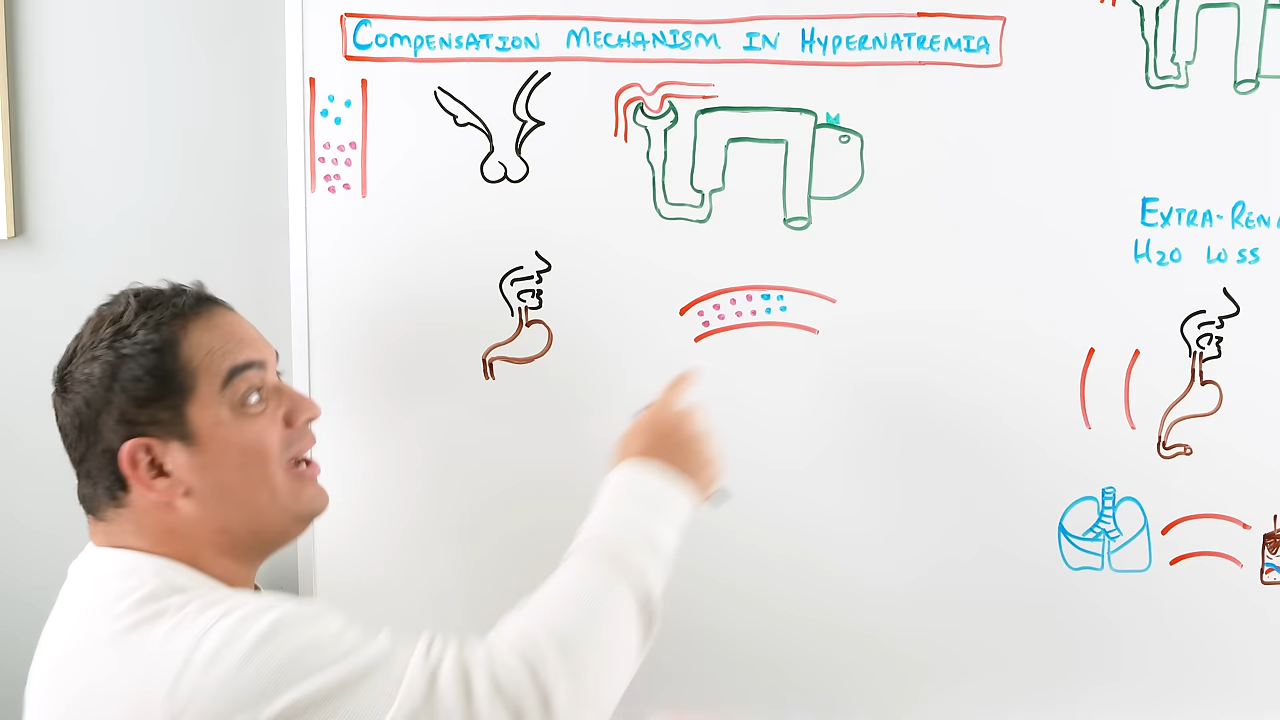 COMPENSATION MECHANISM IN HYPERNATREMIA
EXTRA-REN
H2O LOSS